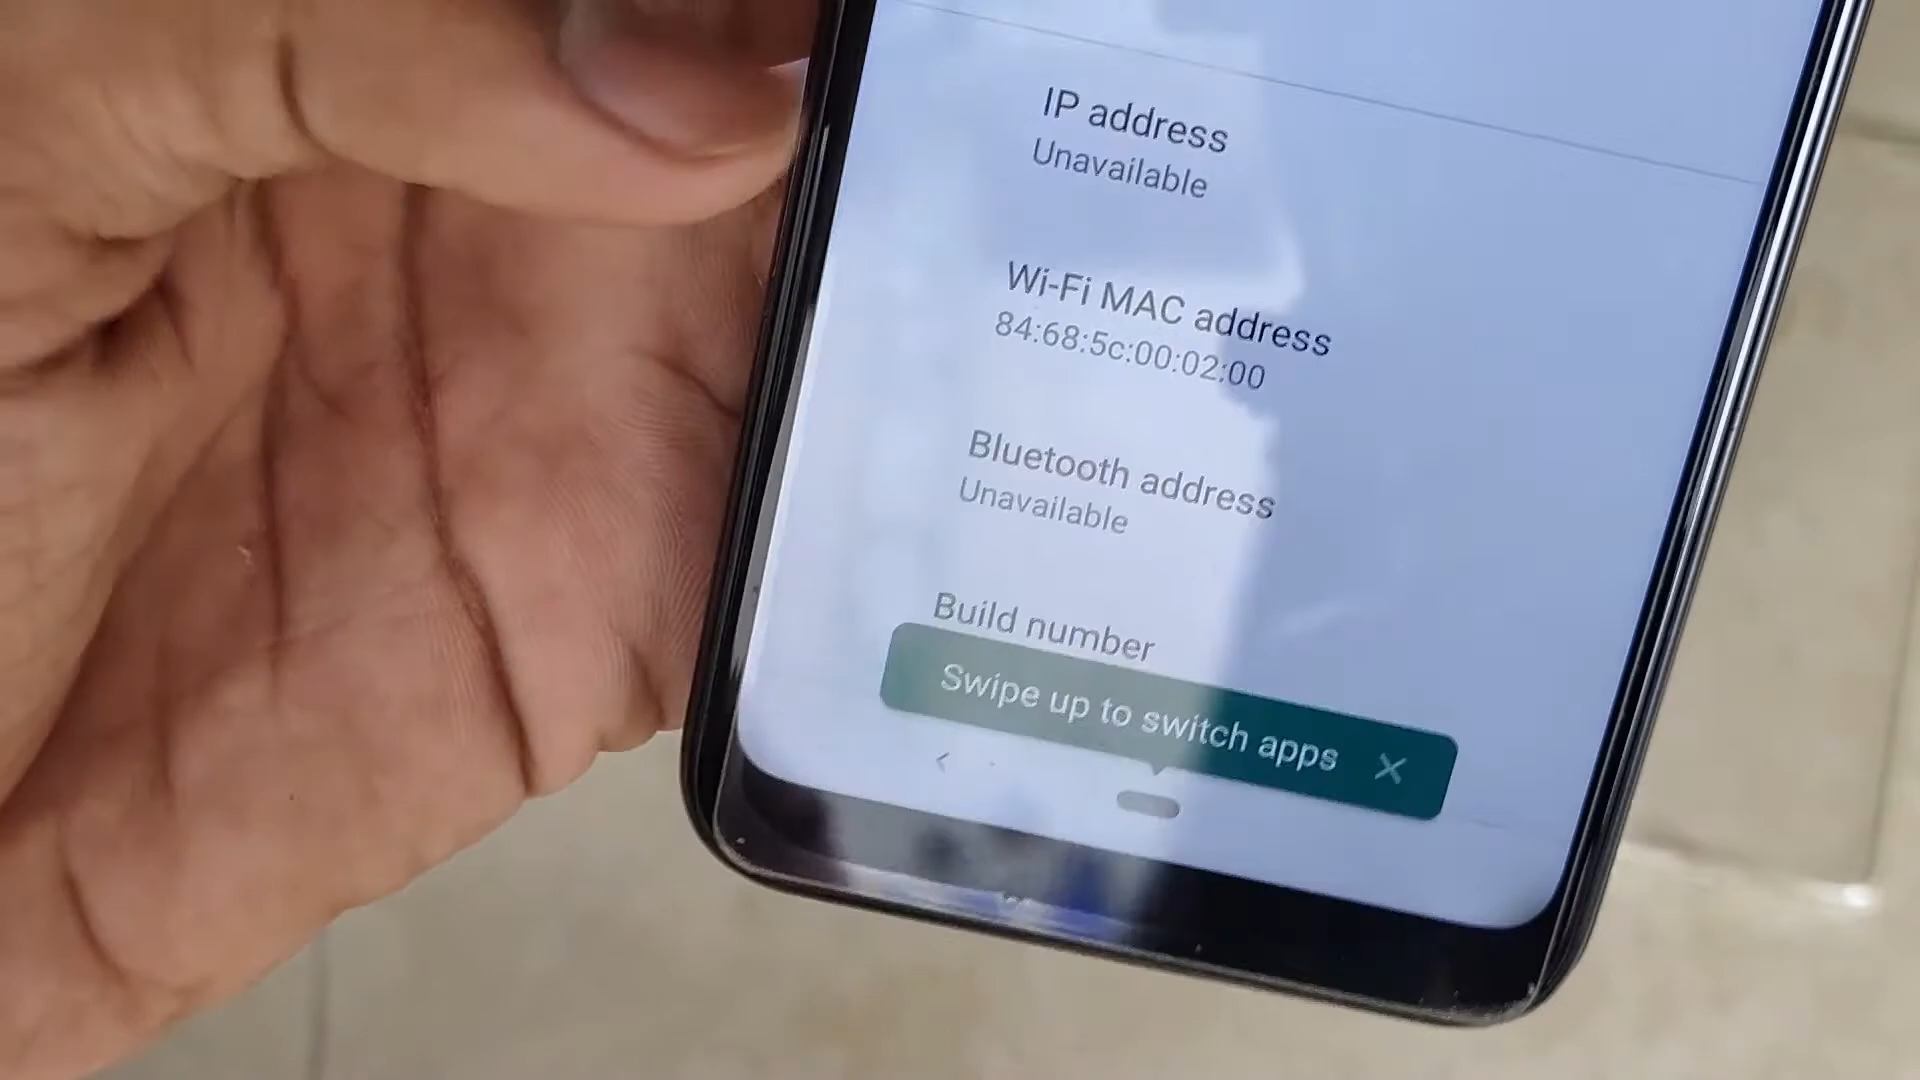 IP address
Unavailable
Wi-Fi MAC address
84:68:5c:00:02:00
Bluetooth address
Unavailable
Build number
Swipe up to switch apps